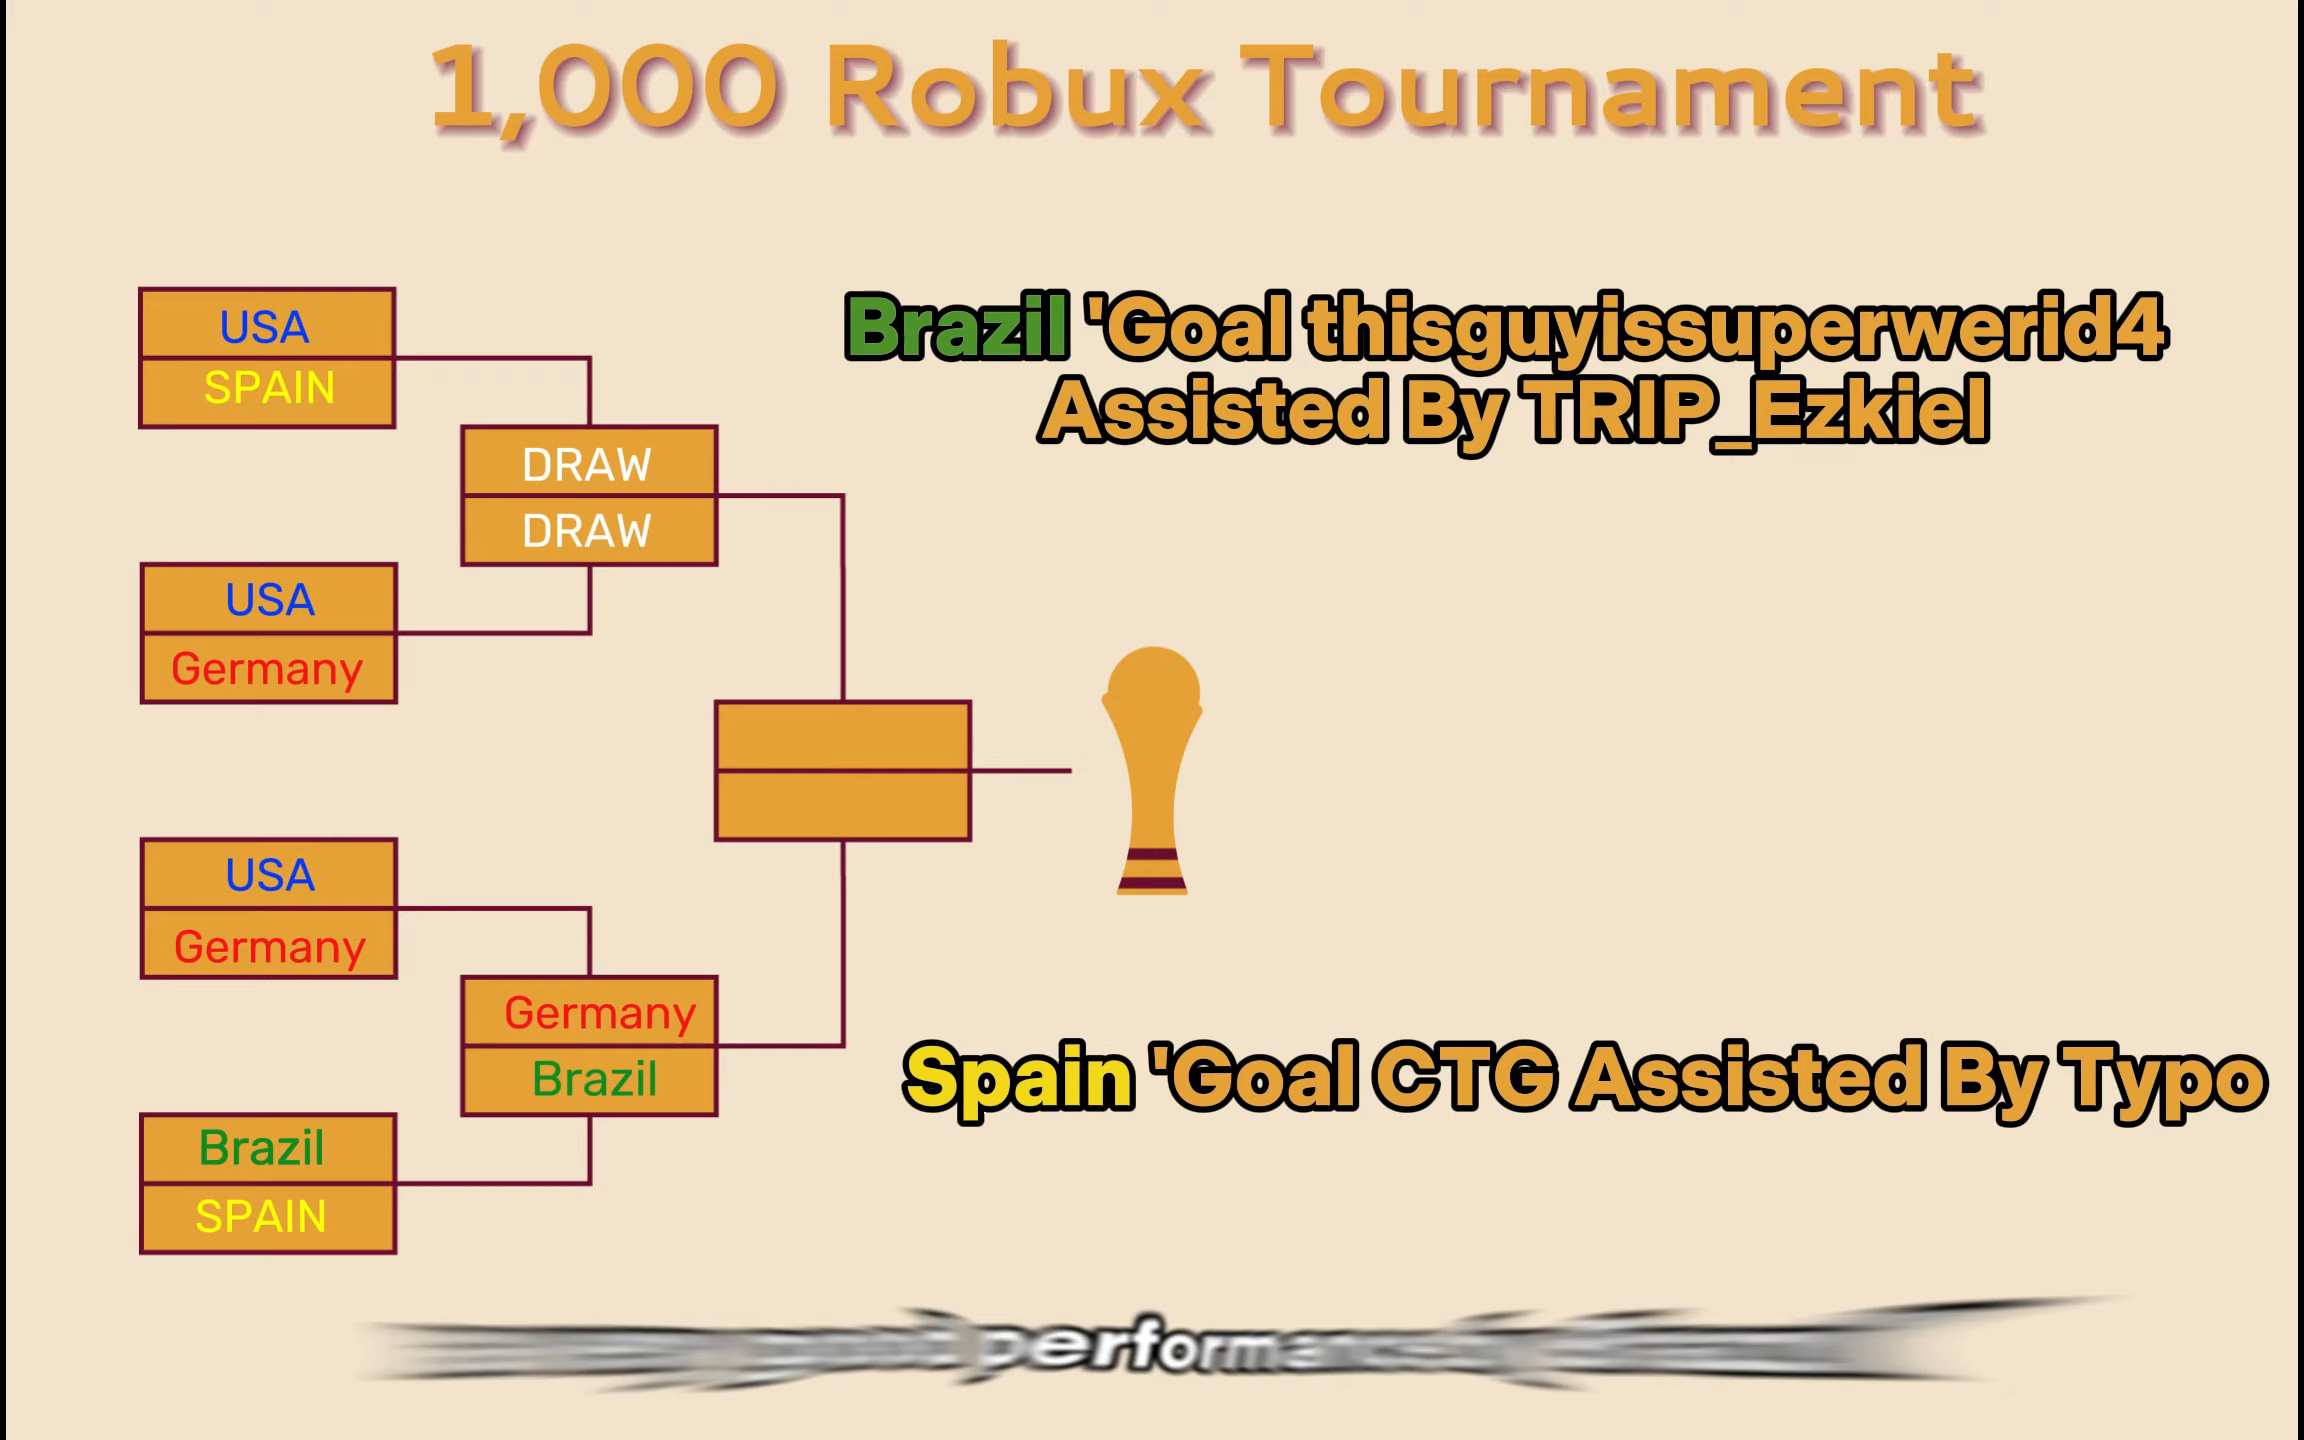 1,000 Robux Tournament
USA
SPAIN
DRAW
DRAW
USA
Germany
USA
Germany
Germany
Brazil
Brazil
SPAIN
Brazil 'Goal thisguyissuperwerid4
Assisted By TRIP_Ezkiel
Spain 'Goal CTG Assisted By Typo
performance